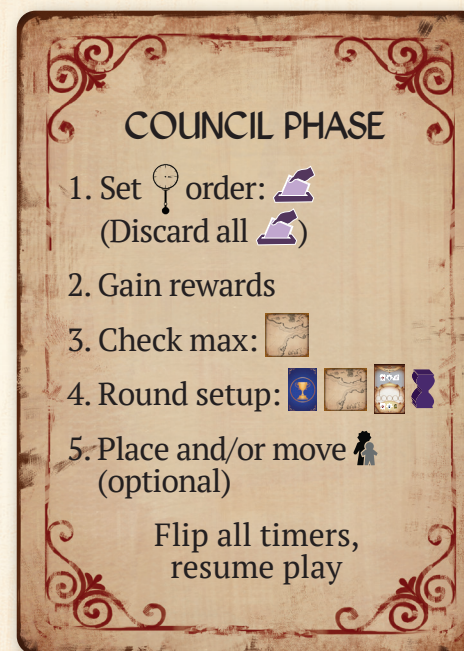 COUNCIL PHASE
1. Set order:
(Discard all )
2. Gain rewards
3. Check max:
4. Round setup:
5. Place and/or move
(optional)
Flip all timers,
resume play